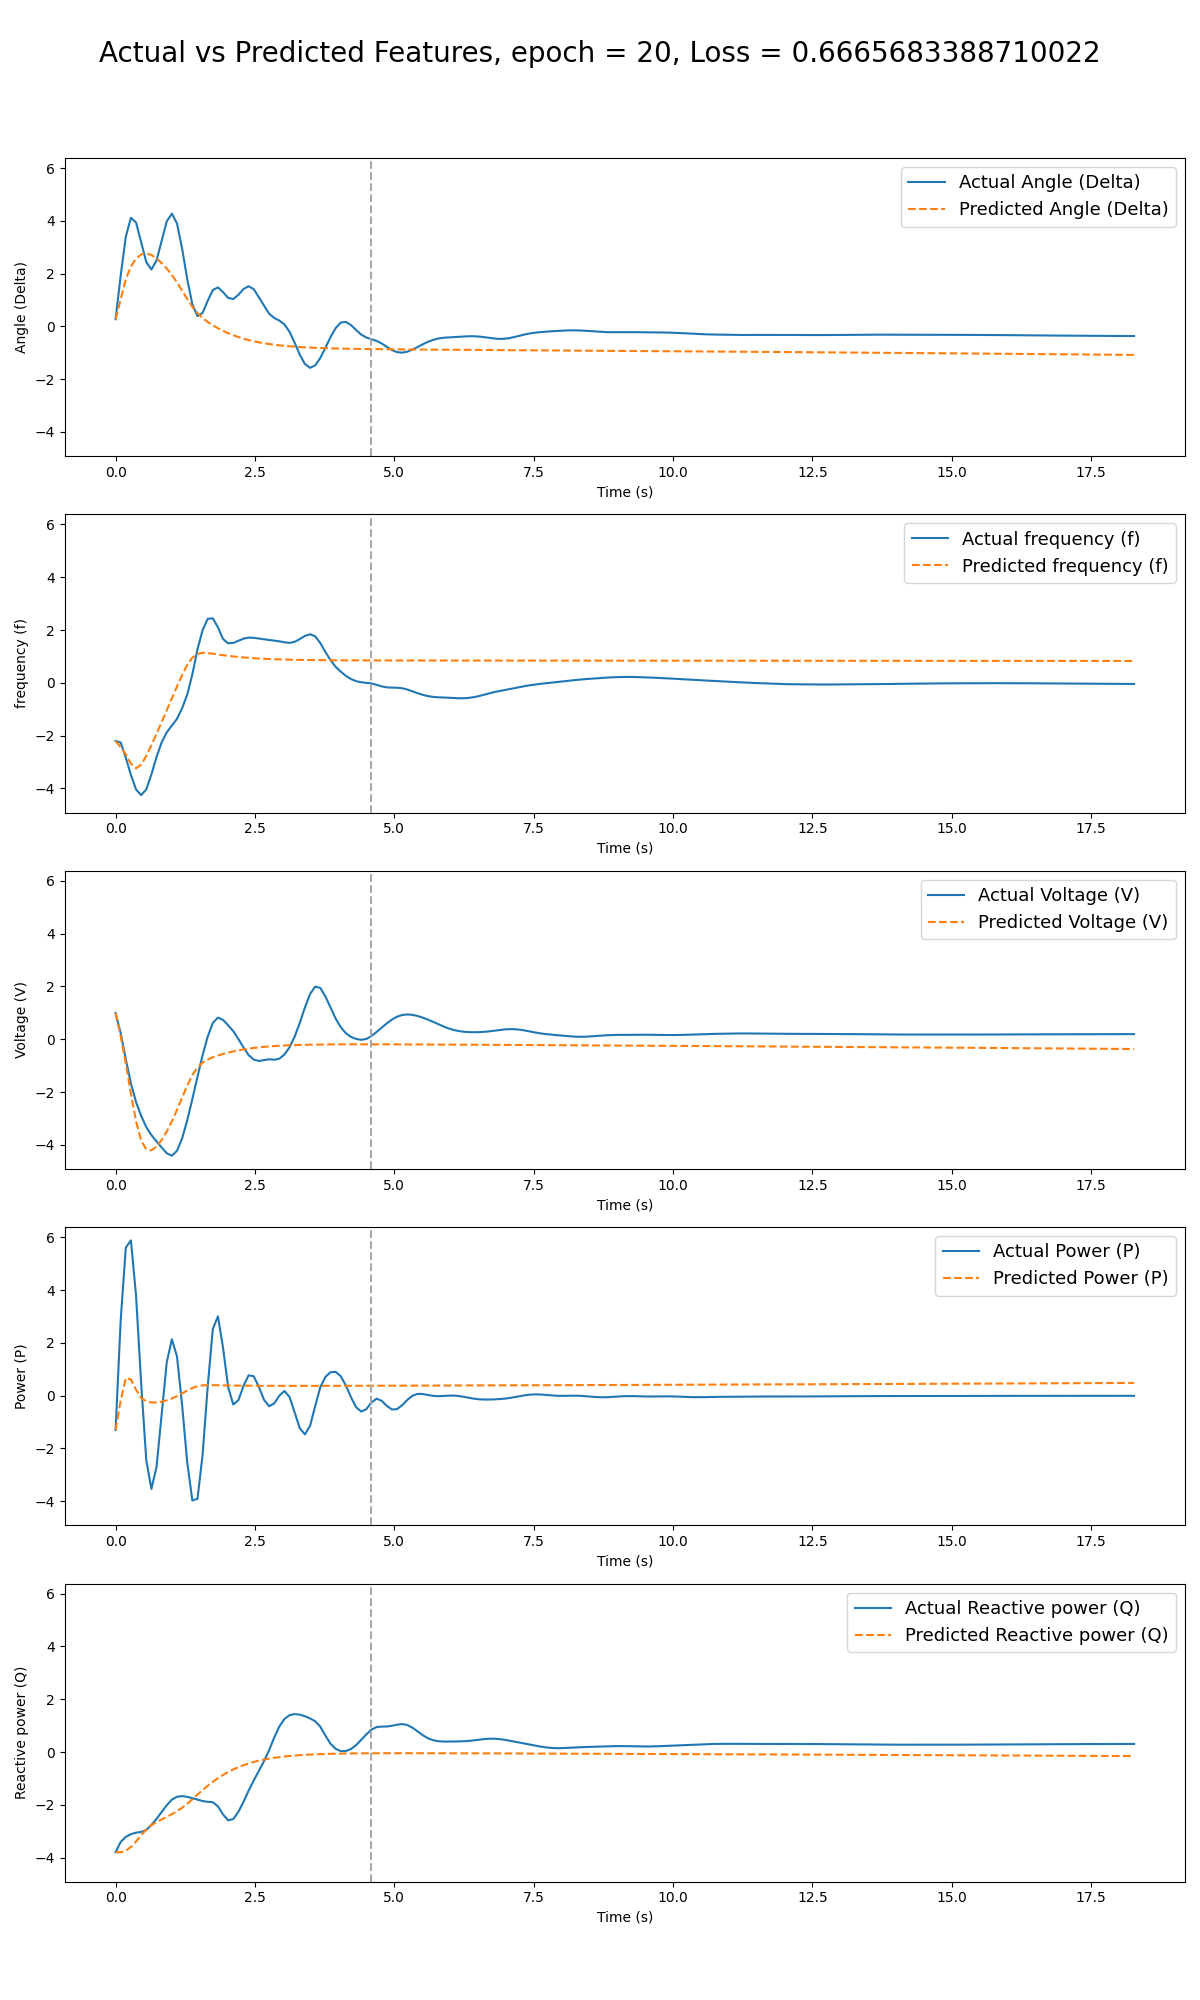 Actual vs Predicted Features, epoch = 20, Loss = 0.6665683388710022
6
4
2
0
−2
−4
Angle (Delta)
Actual Angle (Delta)
Predicted Angle (Delta)
0.0 2.5 5.0 7.5 10.0 12.5 15.0 17.5
Time (s)
6
4
2
0
−2
−4
frequency (f)
Actual frequency (f)
Predicted frequency (f)
0.0 2.5 5.0 7.5 10.0 12.5 15.0 17.5
Time (s)
6
4
2
0
−2
−4
Voltage (V)
Actual Voltage (V)
Predicted Voltage (V)
0.0 2.5 5.0 7.5 10.0 12.5 15.0 17.5
Time (s)
6
4
2
0
−2
−4
Power (P)
Actual Power (P)
Predicted Power (P)
0.0 2.5 5.0 7.5 10.0 12.5 15.0 17.5
Time (s)
6
4
2
0
−2
−4
Reactive power (Q)
Actual Reactive power (Q)
Predicted Reactive power (Q)
0.0 2.5 5.0 7.5 10.0 12.5 15.0 17.5
Time (s)